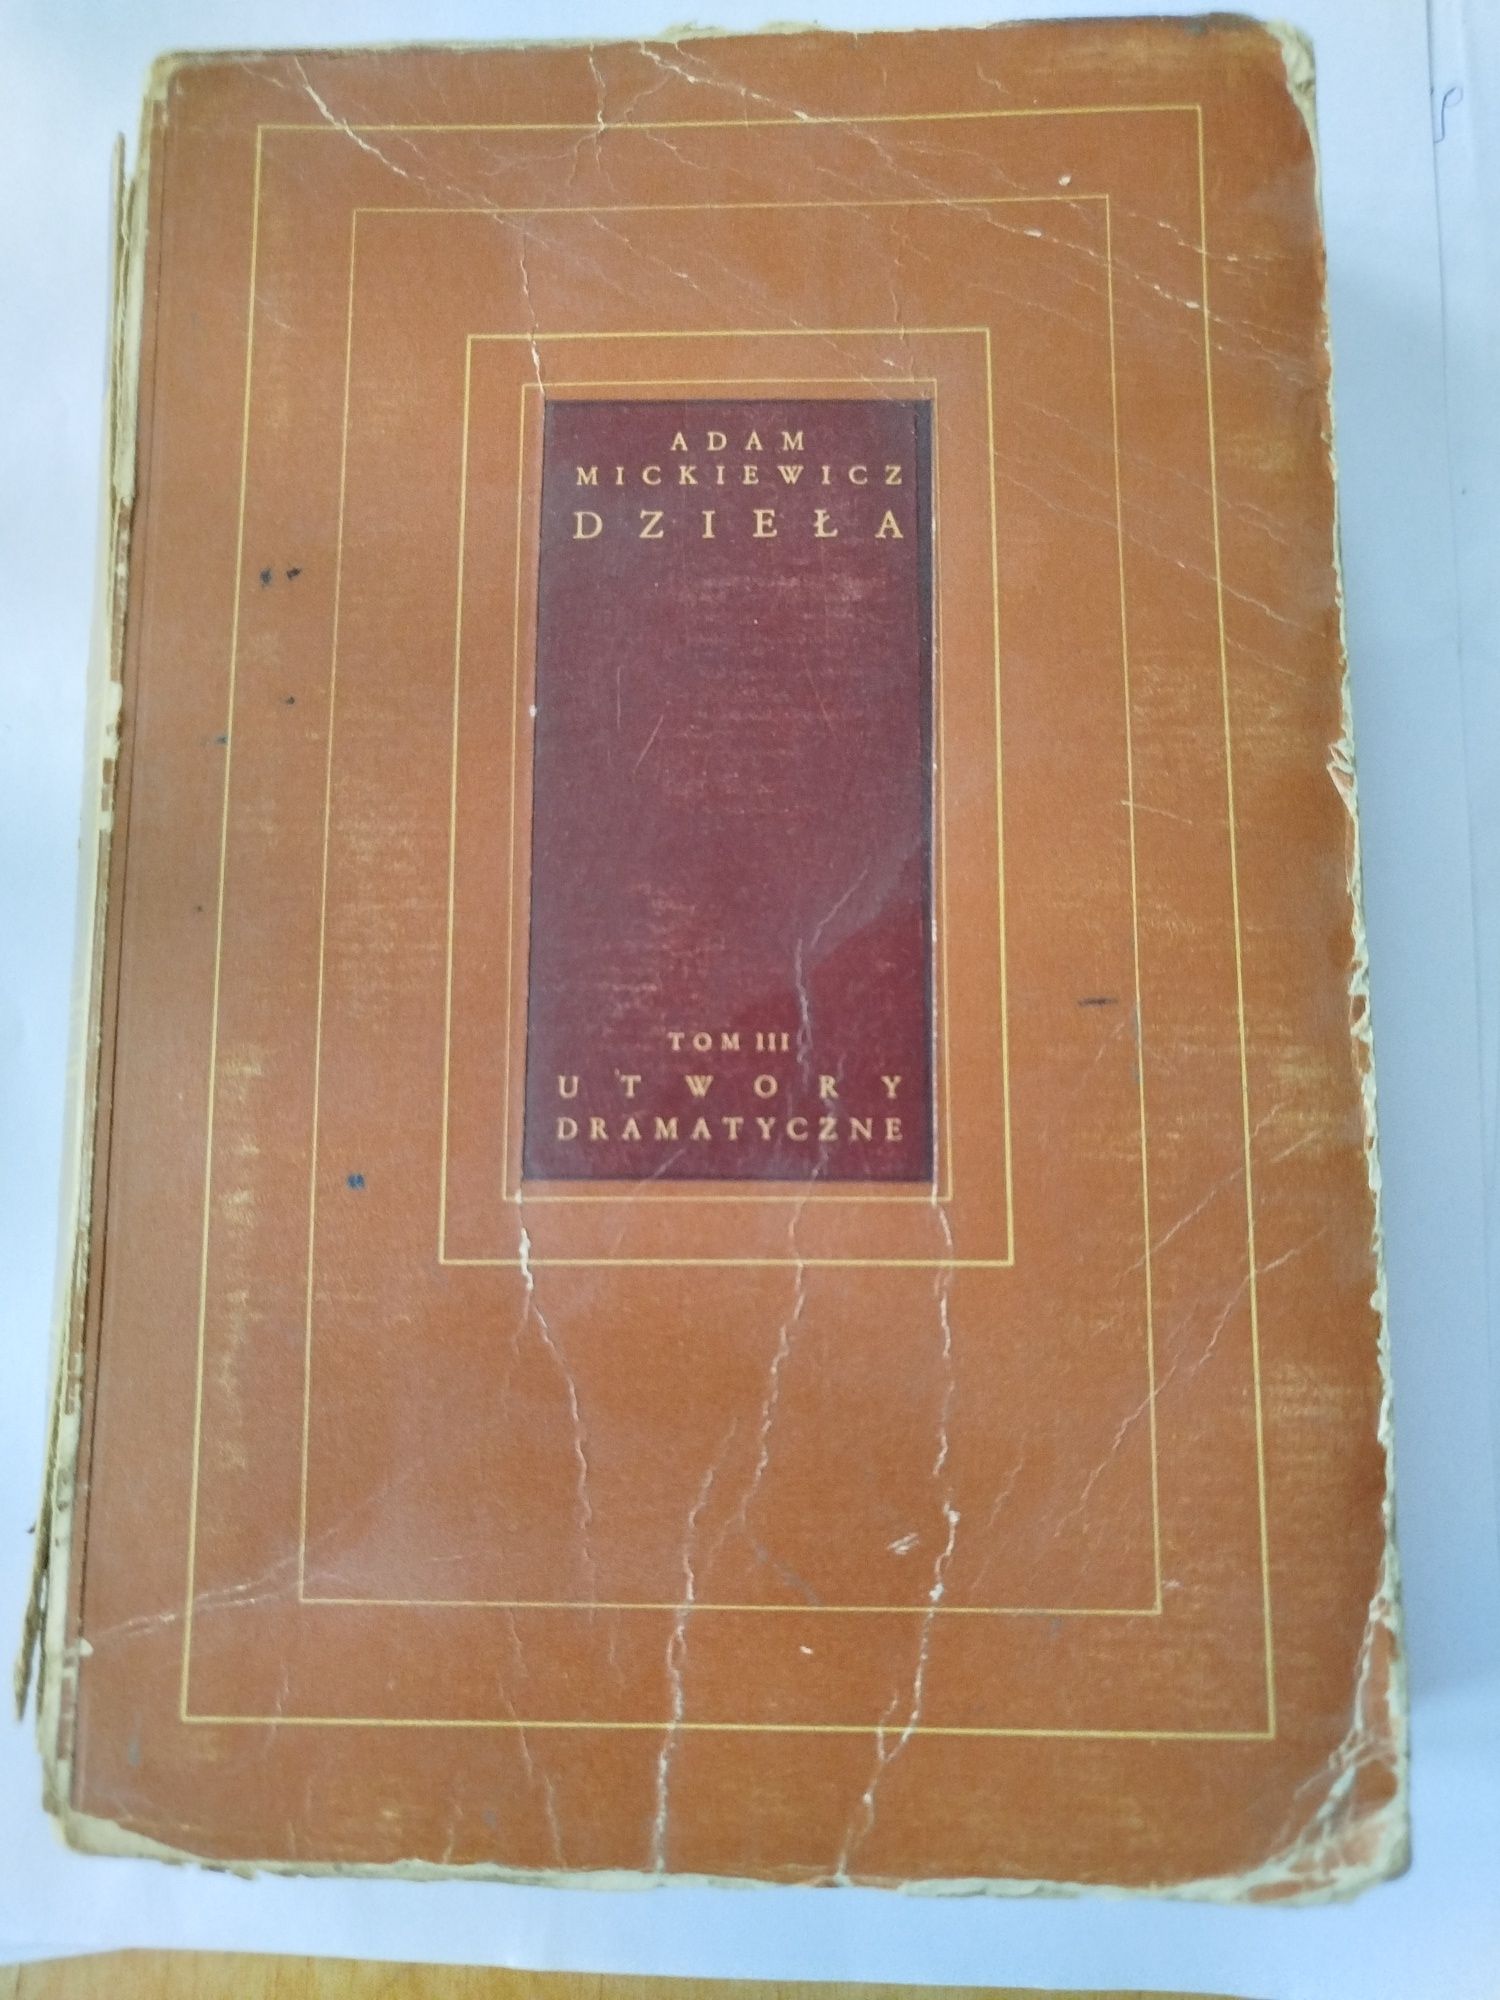 ADAM
MICKIEWICZ
DZIEŁA
TOM III
UTWORY
DRAMATYCZNE